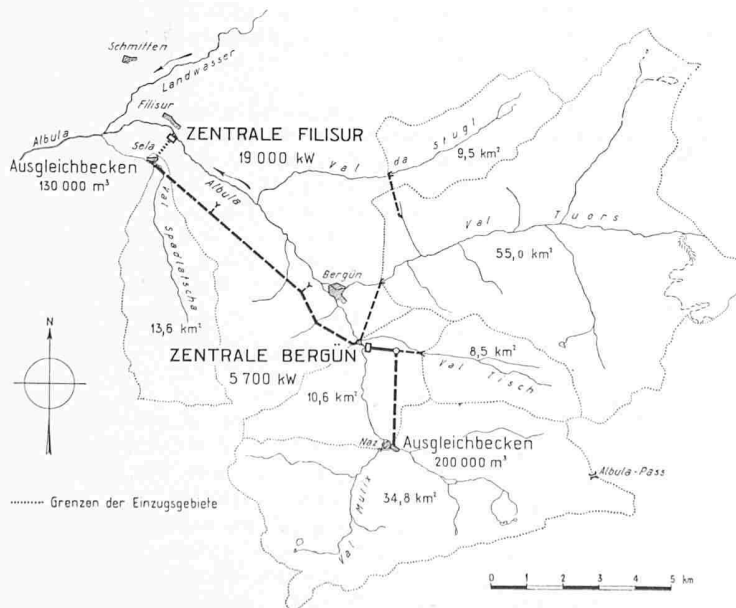 Schmitten
Landwasser
Filisur
Albula
Sela
ZENTRALE FILISUR
19 000 kW
Ausgleichbecken
130 000 m³
Albula
Val da Stugl
9,5 km²
Val Tuors
55,0 km²
Val Spadlatscha
13,6 km²
Bergün
ZENTRALE BERGÜN
5 700 kW
8,5 km²
Val Tisch
10,6 km²
N
Naz
Ausgleichbecken
200 000 m³
Albula-Pass
Val Mulix
34,8 km²
Grenzen der Einzugsgebiete
0 1 2 3 4 5 km